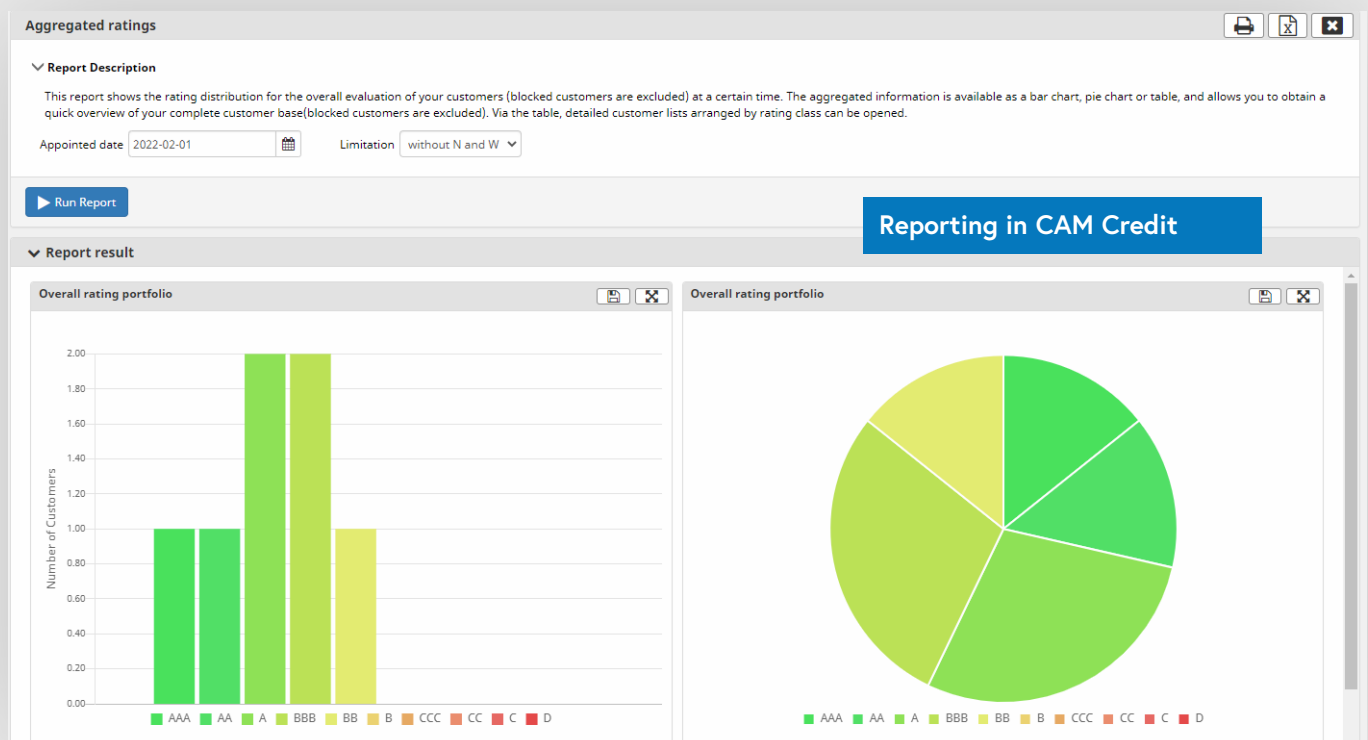 Aggregated ratings
Report Description
This report shows the rating distribution for the overall evaluation of your customers (blocked customers are excluded) at a certain time. The aggregated information is available as a bar chart, pie chart or table, and allows you to obtain a
quick overview of your complete customer base(blocked customers are excluded). Via the table, detailed customer lists arranged by rating class can be opened.
Appointed date 2022-02-01 Limitation without N and W
Run Report
Reporting in CAM Credit
Report result
Overall rating portfolio
Number of Customers
2.00
1.80
1.60
1.40
1.20
1.00
0.80
0.60
0.40
0.20
0.00
AAA AA A BBB BB B CCC CC C D
Overall rating portfolio
AAA AA A BBB BB B CCC CC C D